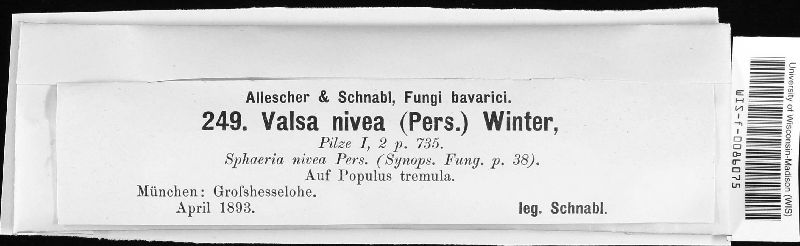 Allescher & Schnabl, Fungi bavarici.
249. Valsa nivea (Pers.) Winter,
Pilze I, 2 p. 735.
Sphaeria nivea Pers. (Synops. Fung. p. 38).
Auf Populus tremula.
München: Groſshesselohe.
April 1893. leg. Schnabl.
University of Wisconsin-Madison (WIS)
WIS-F-0086075